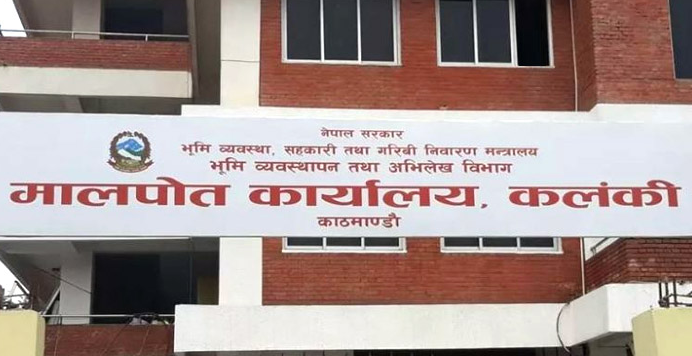 नेपाल सरकार
भूमि व्यवस्था, सहकारी तथा गरिबी निवारण मन्त्रालय
भूमि व्यवस्थापन तथा अभिलेख विभाग
मालपोत कार्यालय, कलंकी
काठमाण्डौ